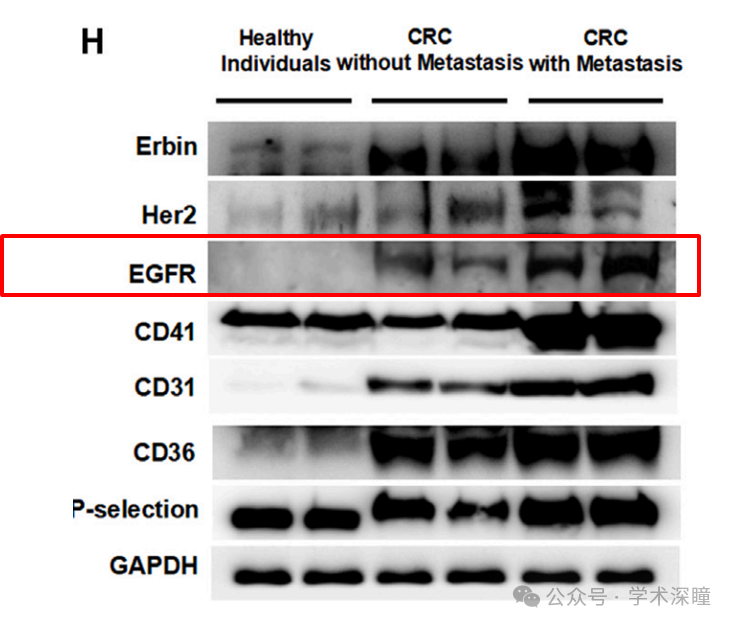 H
Healthy
Individuals
CRC
without Metastasis
CRC
with Metastasis
Erbin
Her2
EGFR
CD41
CD31
CD36
P-selection
GAPDH
公众号 · 学术深瞳